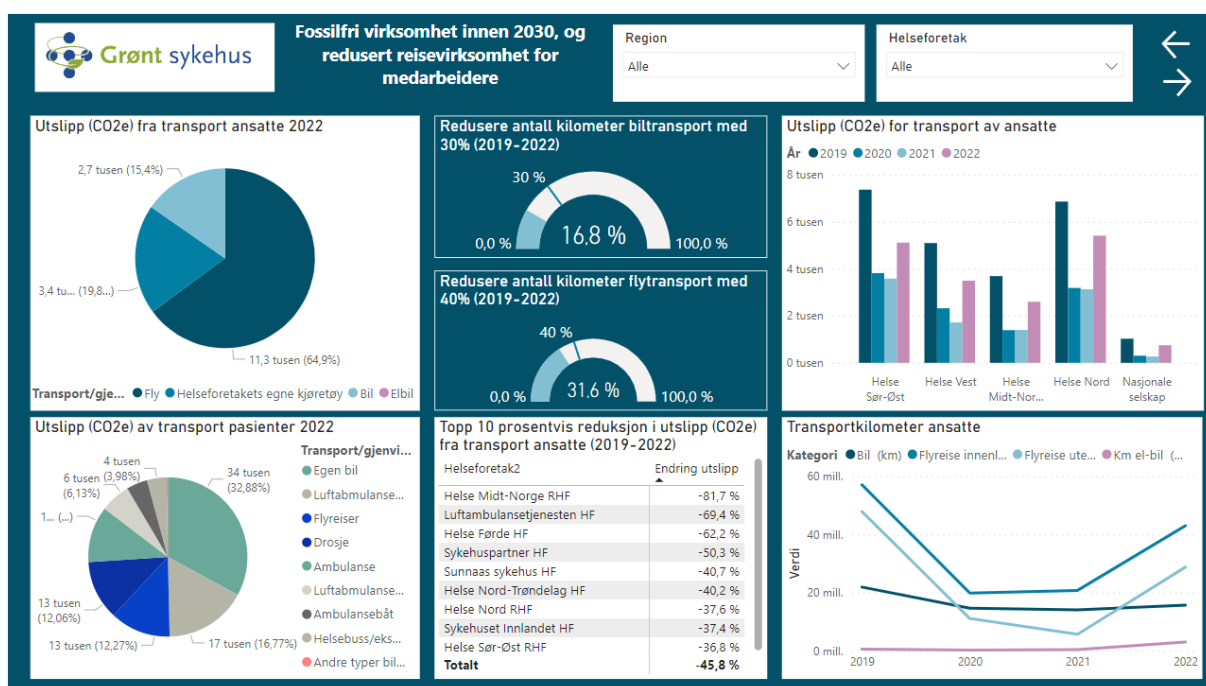 Grønt sykehus
Fossilfri virksomhet innen 2030, og
redusert reisevirksomhet for
medarbeidere
Region
Alle
Helseforetak
Alle
Utslipp (CO2e) fra transport ansatte 2022
2,7 tusen (15,4%)
3,4 tu... (19,8...)
11,3 tusen (64,9%)
Transport/gje... Fly Helseforetakets egne kjøretøy Bil Elbil
Redusere antall kilometer biltransport med
30% (2019-2022)
30 %
0,0 %
16,8 %
100,0 %
Redusere antall kilometer flytransport med
40% (2019-2022)
40 %
0,0 %
31,6 %
100,0 %
Utslipp (CO2e) for transport av ansatte
År 2019 2020 2021 2022
8 tusen
6 tusen
4 tusen
2 tusen
0 tusen
Helse
Sør-Øst
Helse Vest
Helse
Midt-Nor...
Helse Nord
Nasjonale
selskap
Utslipp (CO2e) av transport pasienter 2022
4 tusen
(3,98%)
6 tusen
(6,13%)
1... (...)
13 tusen
(12,06%)
13 tusen (12,27%)
17 tusen (16,77%)
34 tusen
(32,88%)
Transport/gjenvi...
Egen bil
Luftabmulanse...
Flyreiser
Drosje
Ambulanse
Luftabmulanse...
Ambulansebåt
Helsebuss/eks...
Andre typer bil...
Topp 10 prosentvis reduksjon i utslipp (CO2e)
fra transport ansatte (2019-2022)
Helseforetak2 Endring utslipp
Helse Midt-Norge RHF -81,7 %
Luftambulansetjenesten HF -69,4 %
Helse Førde HF -62,2 %
Sykehuspartner HF -50,3 %
Sunnaas sykehus HF -40,7 %
Helse Nord-Trøndelag HF -40,2 %
Helse Nord RHF -37,6 %
Sykehuset Innlandet HF -37,4 %
Helse Sør-Øst RHF -36,8 %
Totalt -45,8 %
Transportkilometer ansatte
Kategori Bil (km) Flyreise innenl... Flyreise ute... Km el-bil (...
60 mill.
40 mill.
20 mill.
0 mill.
Verdi
2019
2020
2021
2022